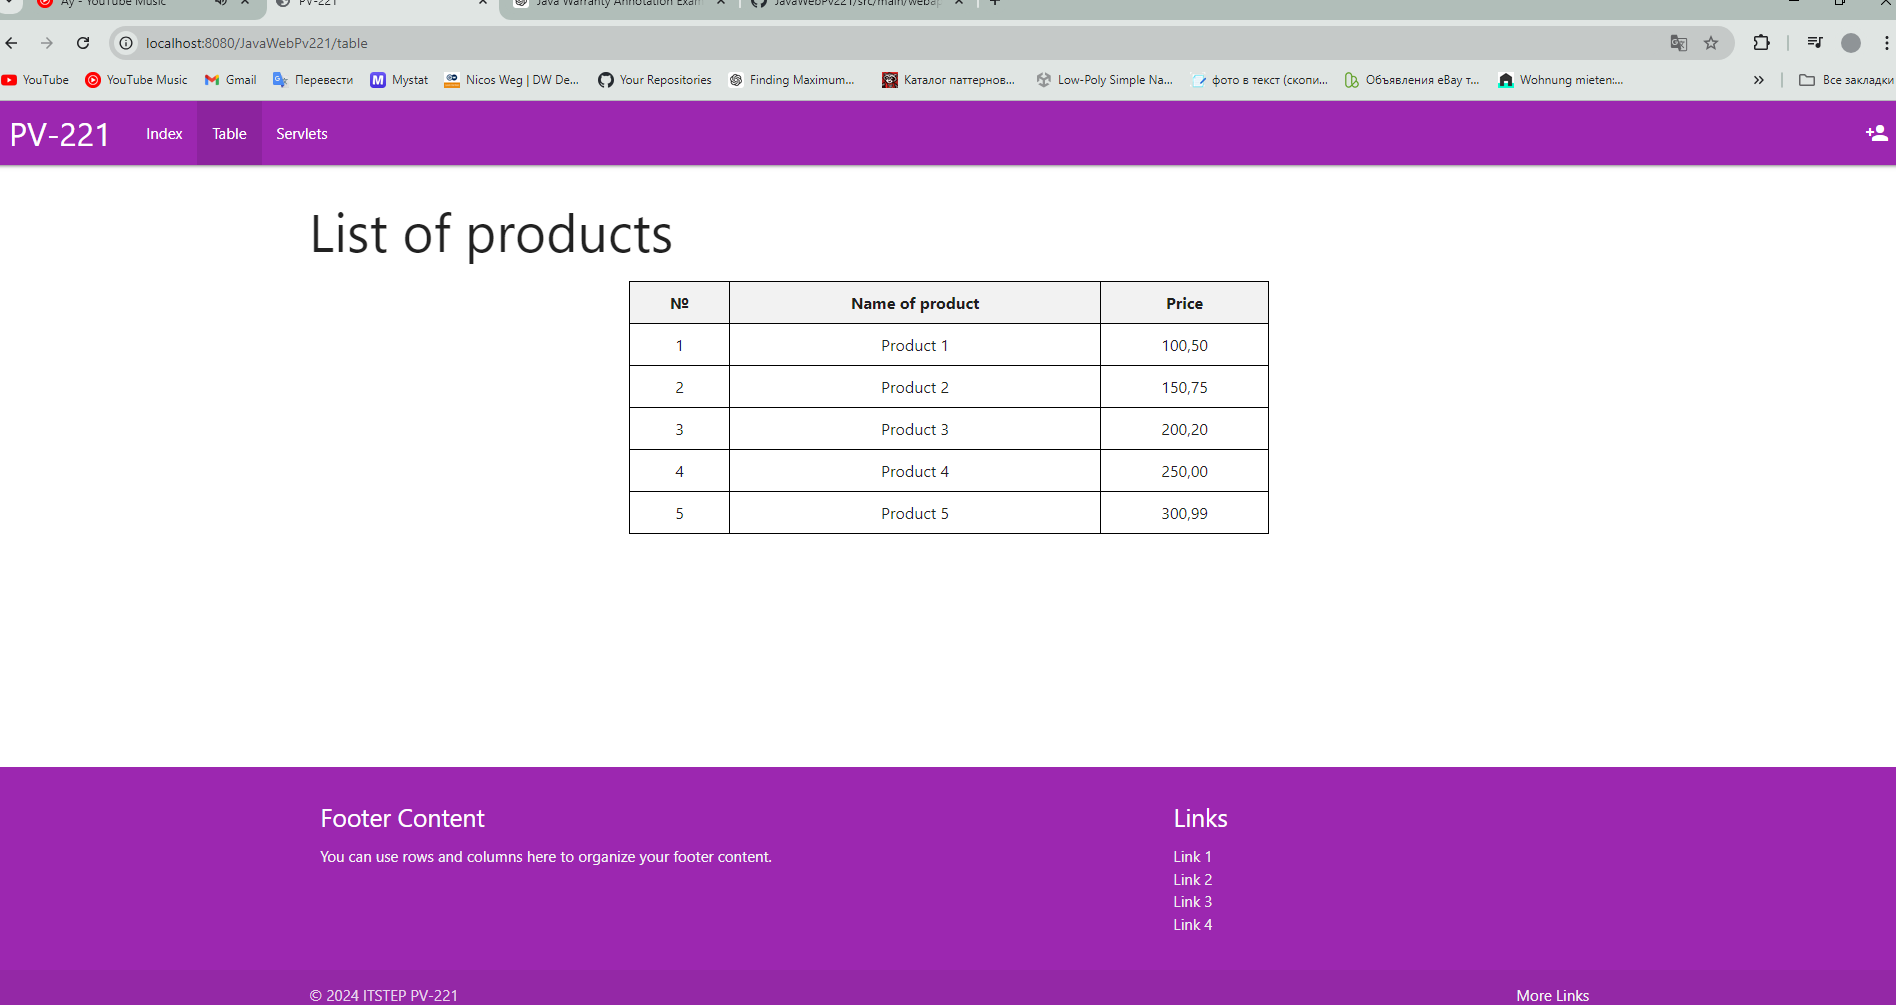 Ay - YouTube Music
PV-221
Java Warranty Annotation Exam
JavaWebPv221/src/main/webap
localhost:8080/JavaWebPv221/table
YouTube
YouTube Music
Gmail
Перевести
Mystat
Nicos Weg | DW De...
Your Repositories
Finding Maximum...
Каталог паттернов...
Low-Poly Simple Na...
фото в текст (скопи...
Объявления eBay т...
Wohnung mieten:...
Все закладки
PV-221
Index
Table
Servlets
List of products
№ Name of product Price
1 Product 1 100,50
2 Product 2 150,75
3 Product 3 200,20
4 Product 4 250,00
5 Product 5 300,99
Footer Content
You can use rows and columns here to organize your footer content.
Links
Link 1
Link 2
Link 3
Link 4
© 2024 ITSTEP PV-221
More Links